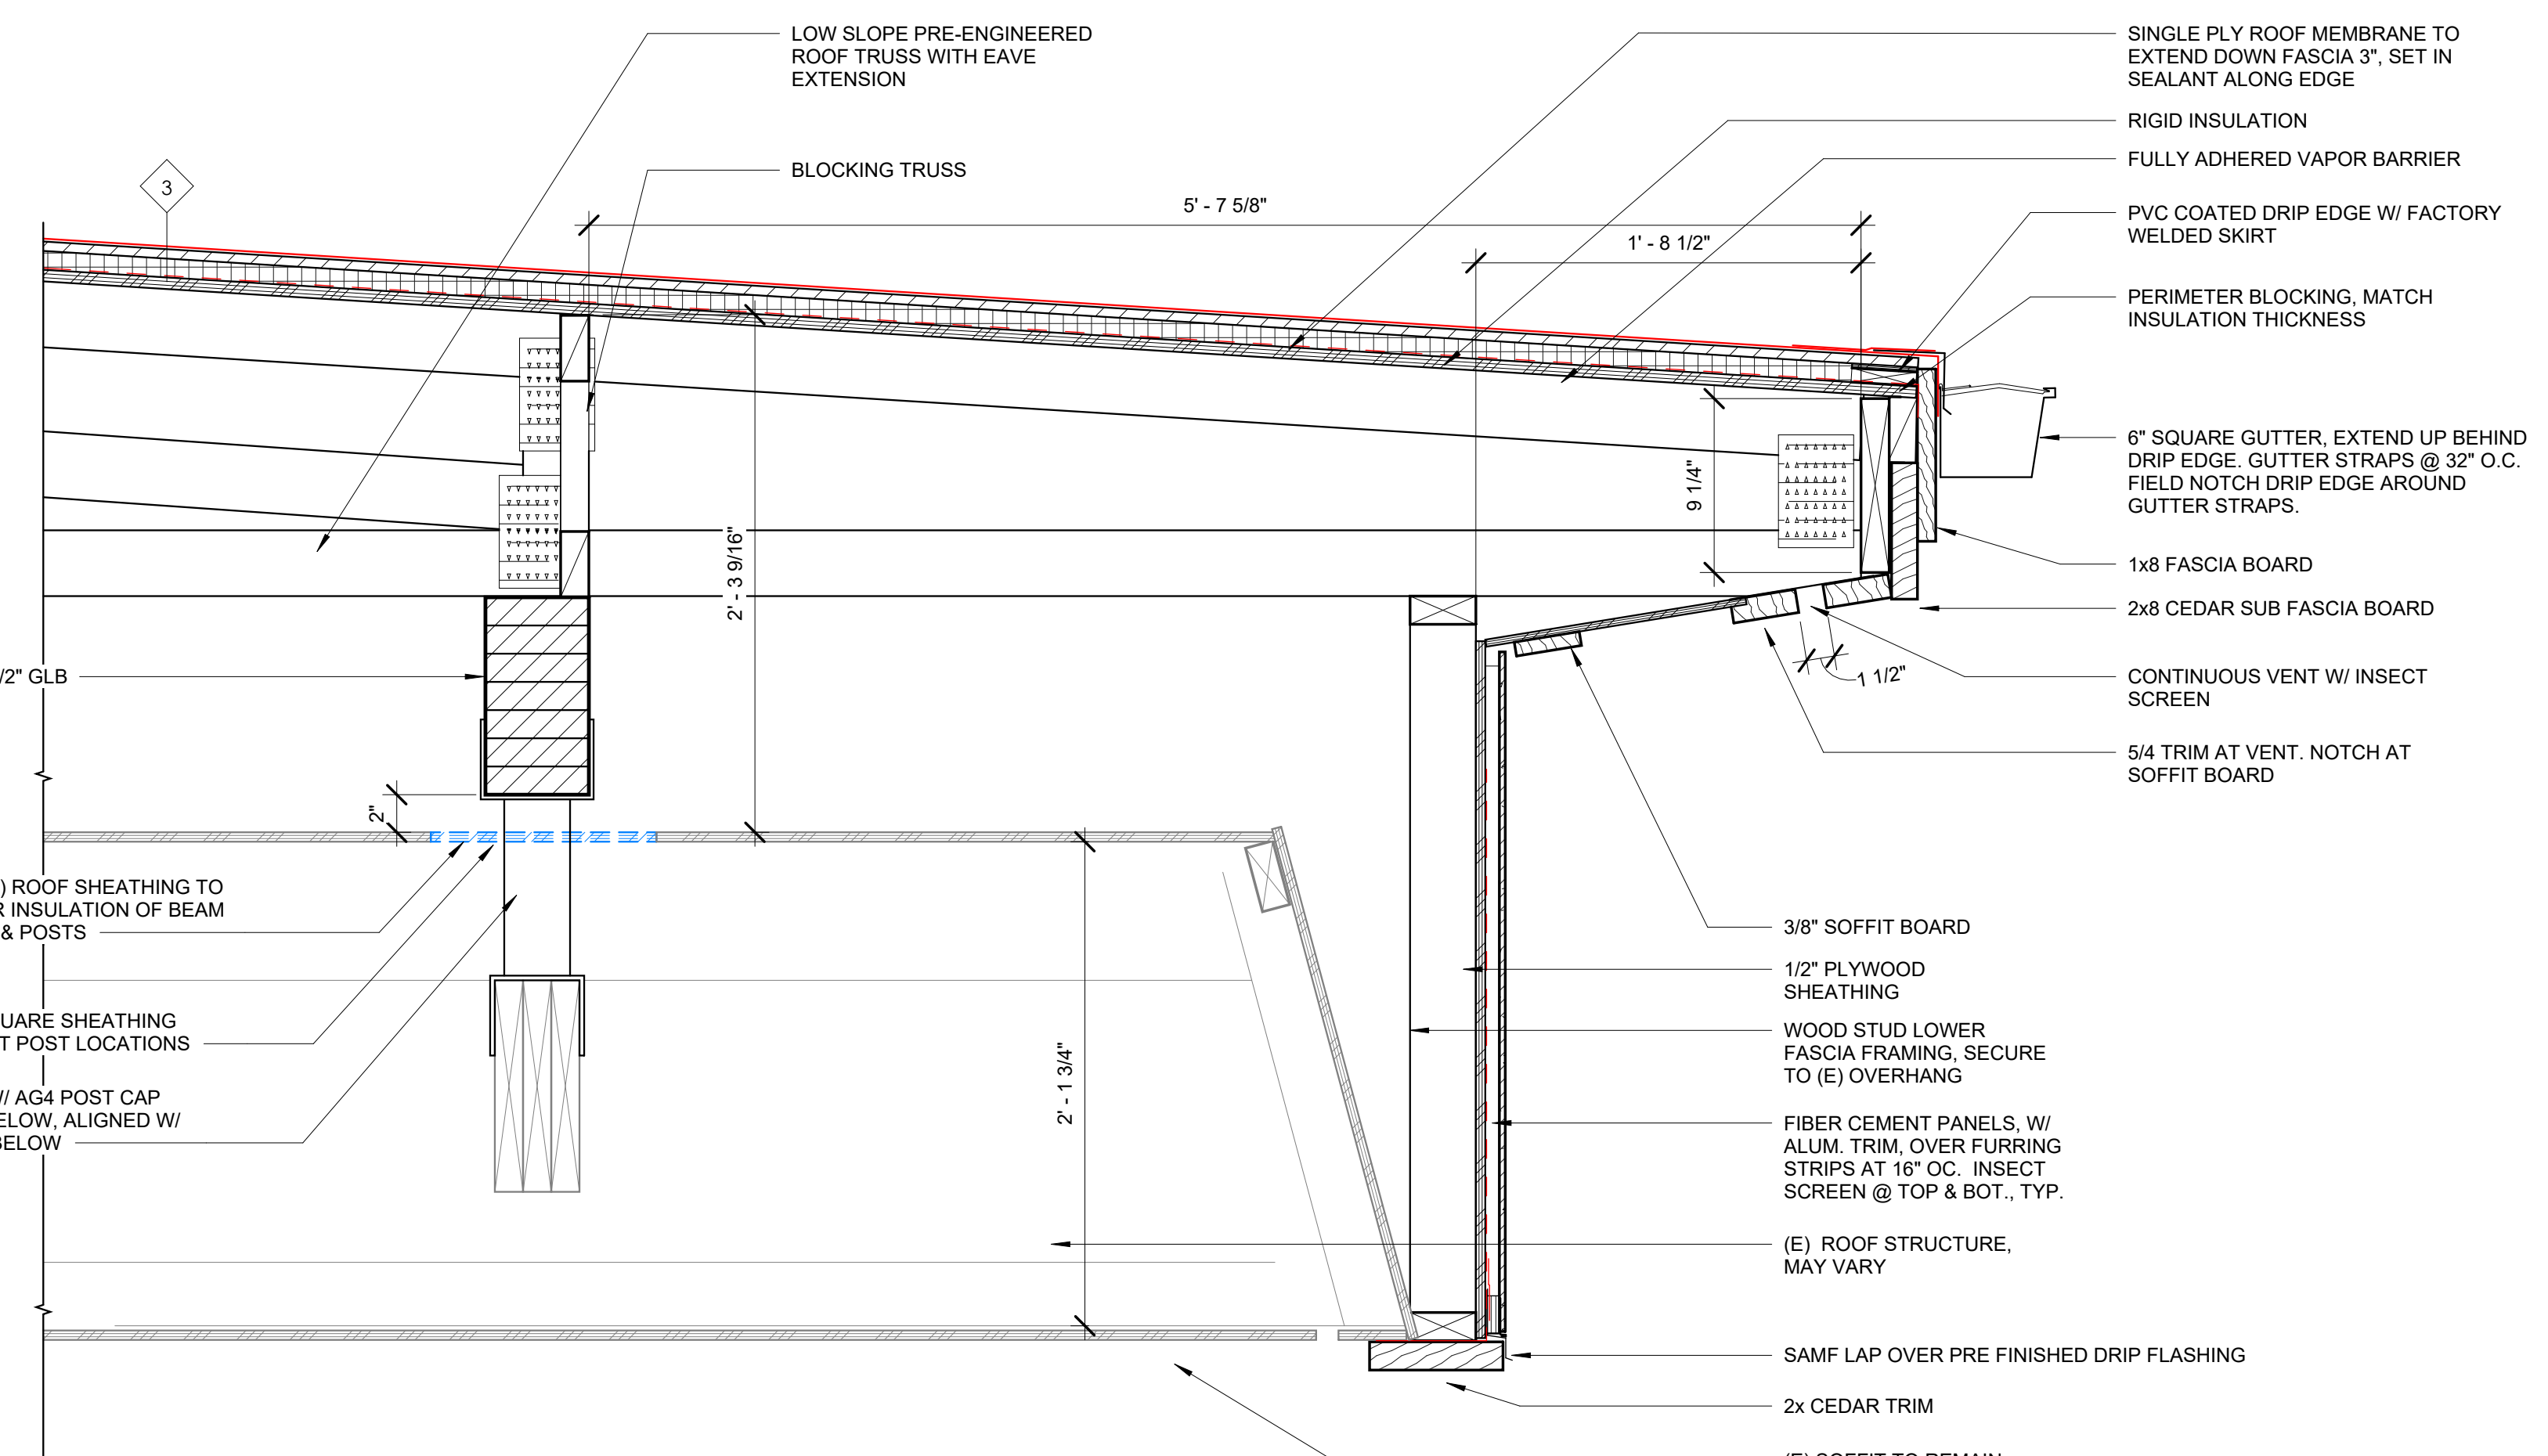 LOW SLOPE PRE-ENGINEERED
ROOF TRUSS WITH EAVE
EXTENSION
BLOCKING TRUSS
3
5' - 7 5/8"
1' - 8 1/2"
SINGLE PLY ROOF MEMBRANE TO
EXTEND DOWN FASCIA 3", SET IN
SEALANT ALONG EDGE
RIGID INSULATION
FULLY ADHERED VAPOR BARRIER
PVC COATED DRIP EDGE W/ FACTORY
WELDED SKIRT
PERIMETER BLOCKING, MATCH
INSULATION THICKNESS
6" SQUARE GUTTER, EXTEND UP BEHIND
DRIP EDGE. GUTTER STRAPS @ 32" O.C.
FIELD NOTCH DRIP EDGE AROUND
GUTTER STRAPS.
1x8 FASCIA BOARD
2x8 CEDAR SUB FASCIA BOARD
CONTINUOUS VENT W/ INSECT
SCREEN
5/4 TRIM AT VENT. NOTCH AT
SOFFIT BOARD
9 1/4"
2' - 3 9/16"
1 1/2"
/2" GLB
2"
) ROOF SHEATHING TO
R INSULATION OF BEAM
& POSTS
UARE SHEATHING
T POST LOCATIONS
W/ AG4 POST CAP
ELOW, ALIGNED W/
BELOW
2' - 1 3/4"
3/8" SOFFIT BOARD
1/2" PLYWOOD
SHEATHING
WOOD STUD LOWER
FASCIA FRAMING, SECURE
TO (E) OVERHANG
FIBER CEMENT PANELS, W/
ALUM. TRIM, OVER FURRING
STRIPS AT 16" OC. INSECT
SCREEN @ TOP & BOT., TYP.
(E) ROOF STRUCTURE,
MAY VARY
SAMF LAP OVER PRE FINISHED DRIP FLASHING
2x CEDAR TRIM
(E) SOFFIT TO REMAIN